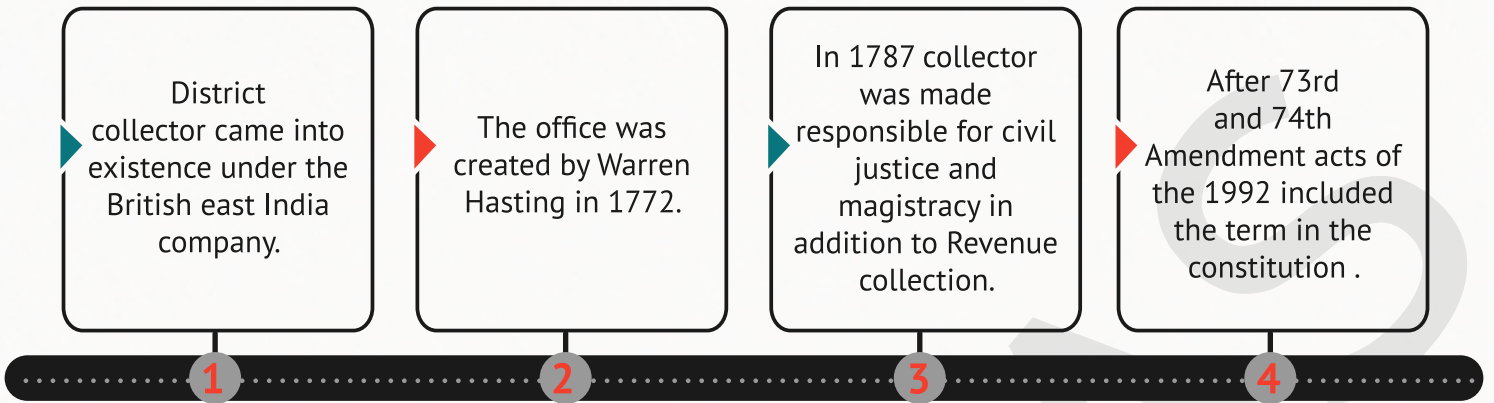 District
collector came into
existence under the
British east India
company.
The office was
created by Warren
Hasting in 1772.
In 1787 collector
was made
responsible for civil
justice and
magistracy in
addition to Revenue
collection.
After 73rd
and 74th
Amendment acts of
the 1992 included
the term in the
constitution .
1
2
3
4